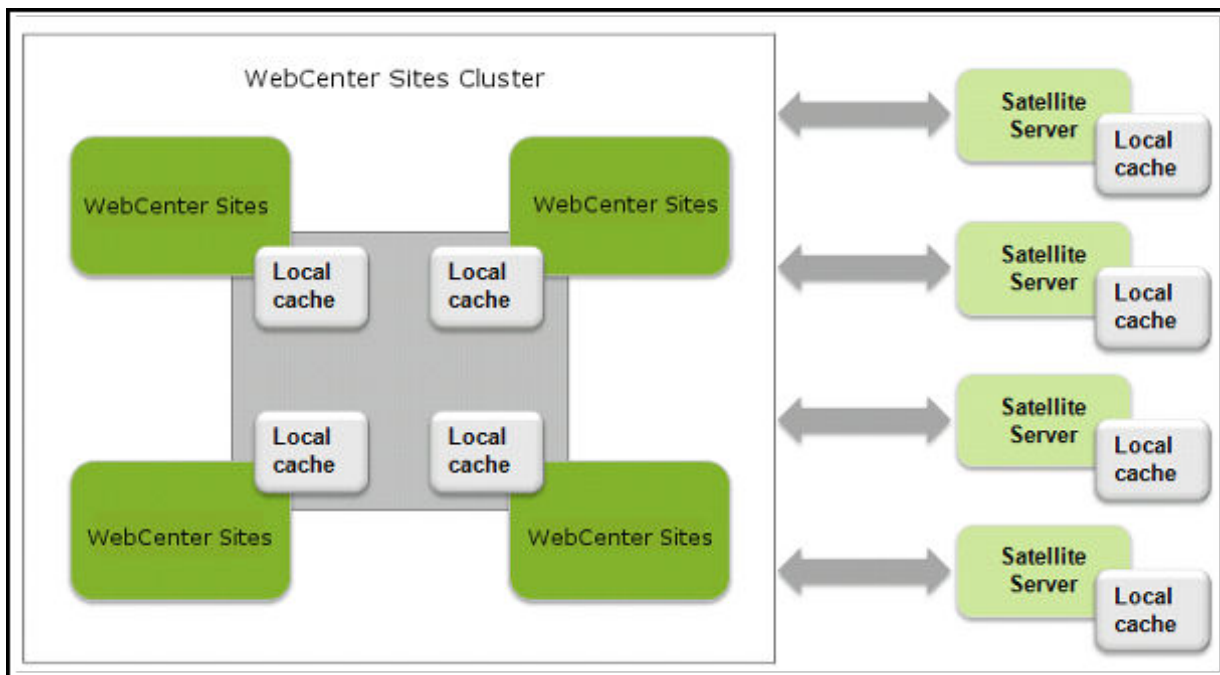 WebCenter Sites Cluster
WebCenter Sites
WebCenter Sites
Local
cache
Local
cache
Local
cache
Local
cache
WebCenter Sites
WebCenter Sites
Satellite
Server
Local
cache
Satellite
Server
Local
cache
Satellite
Server
Local
cache
Satellite
Server
Local
cache